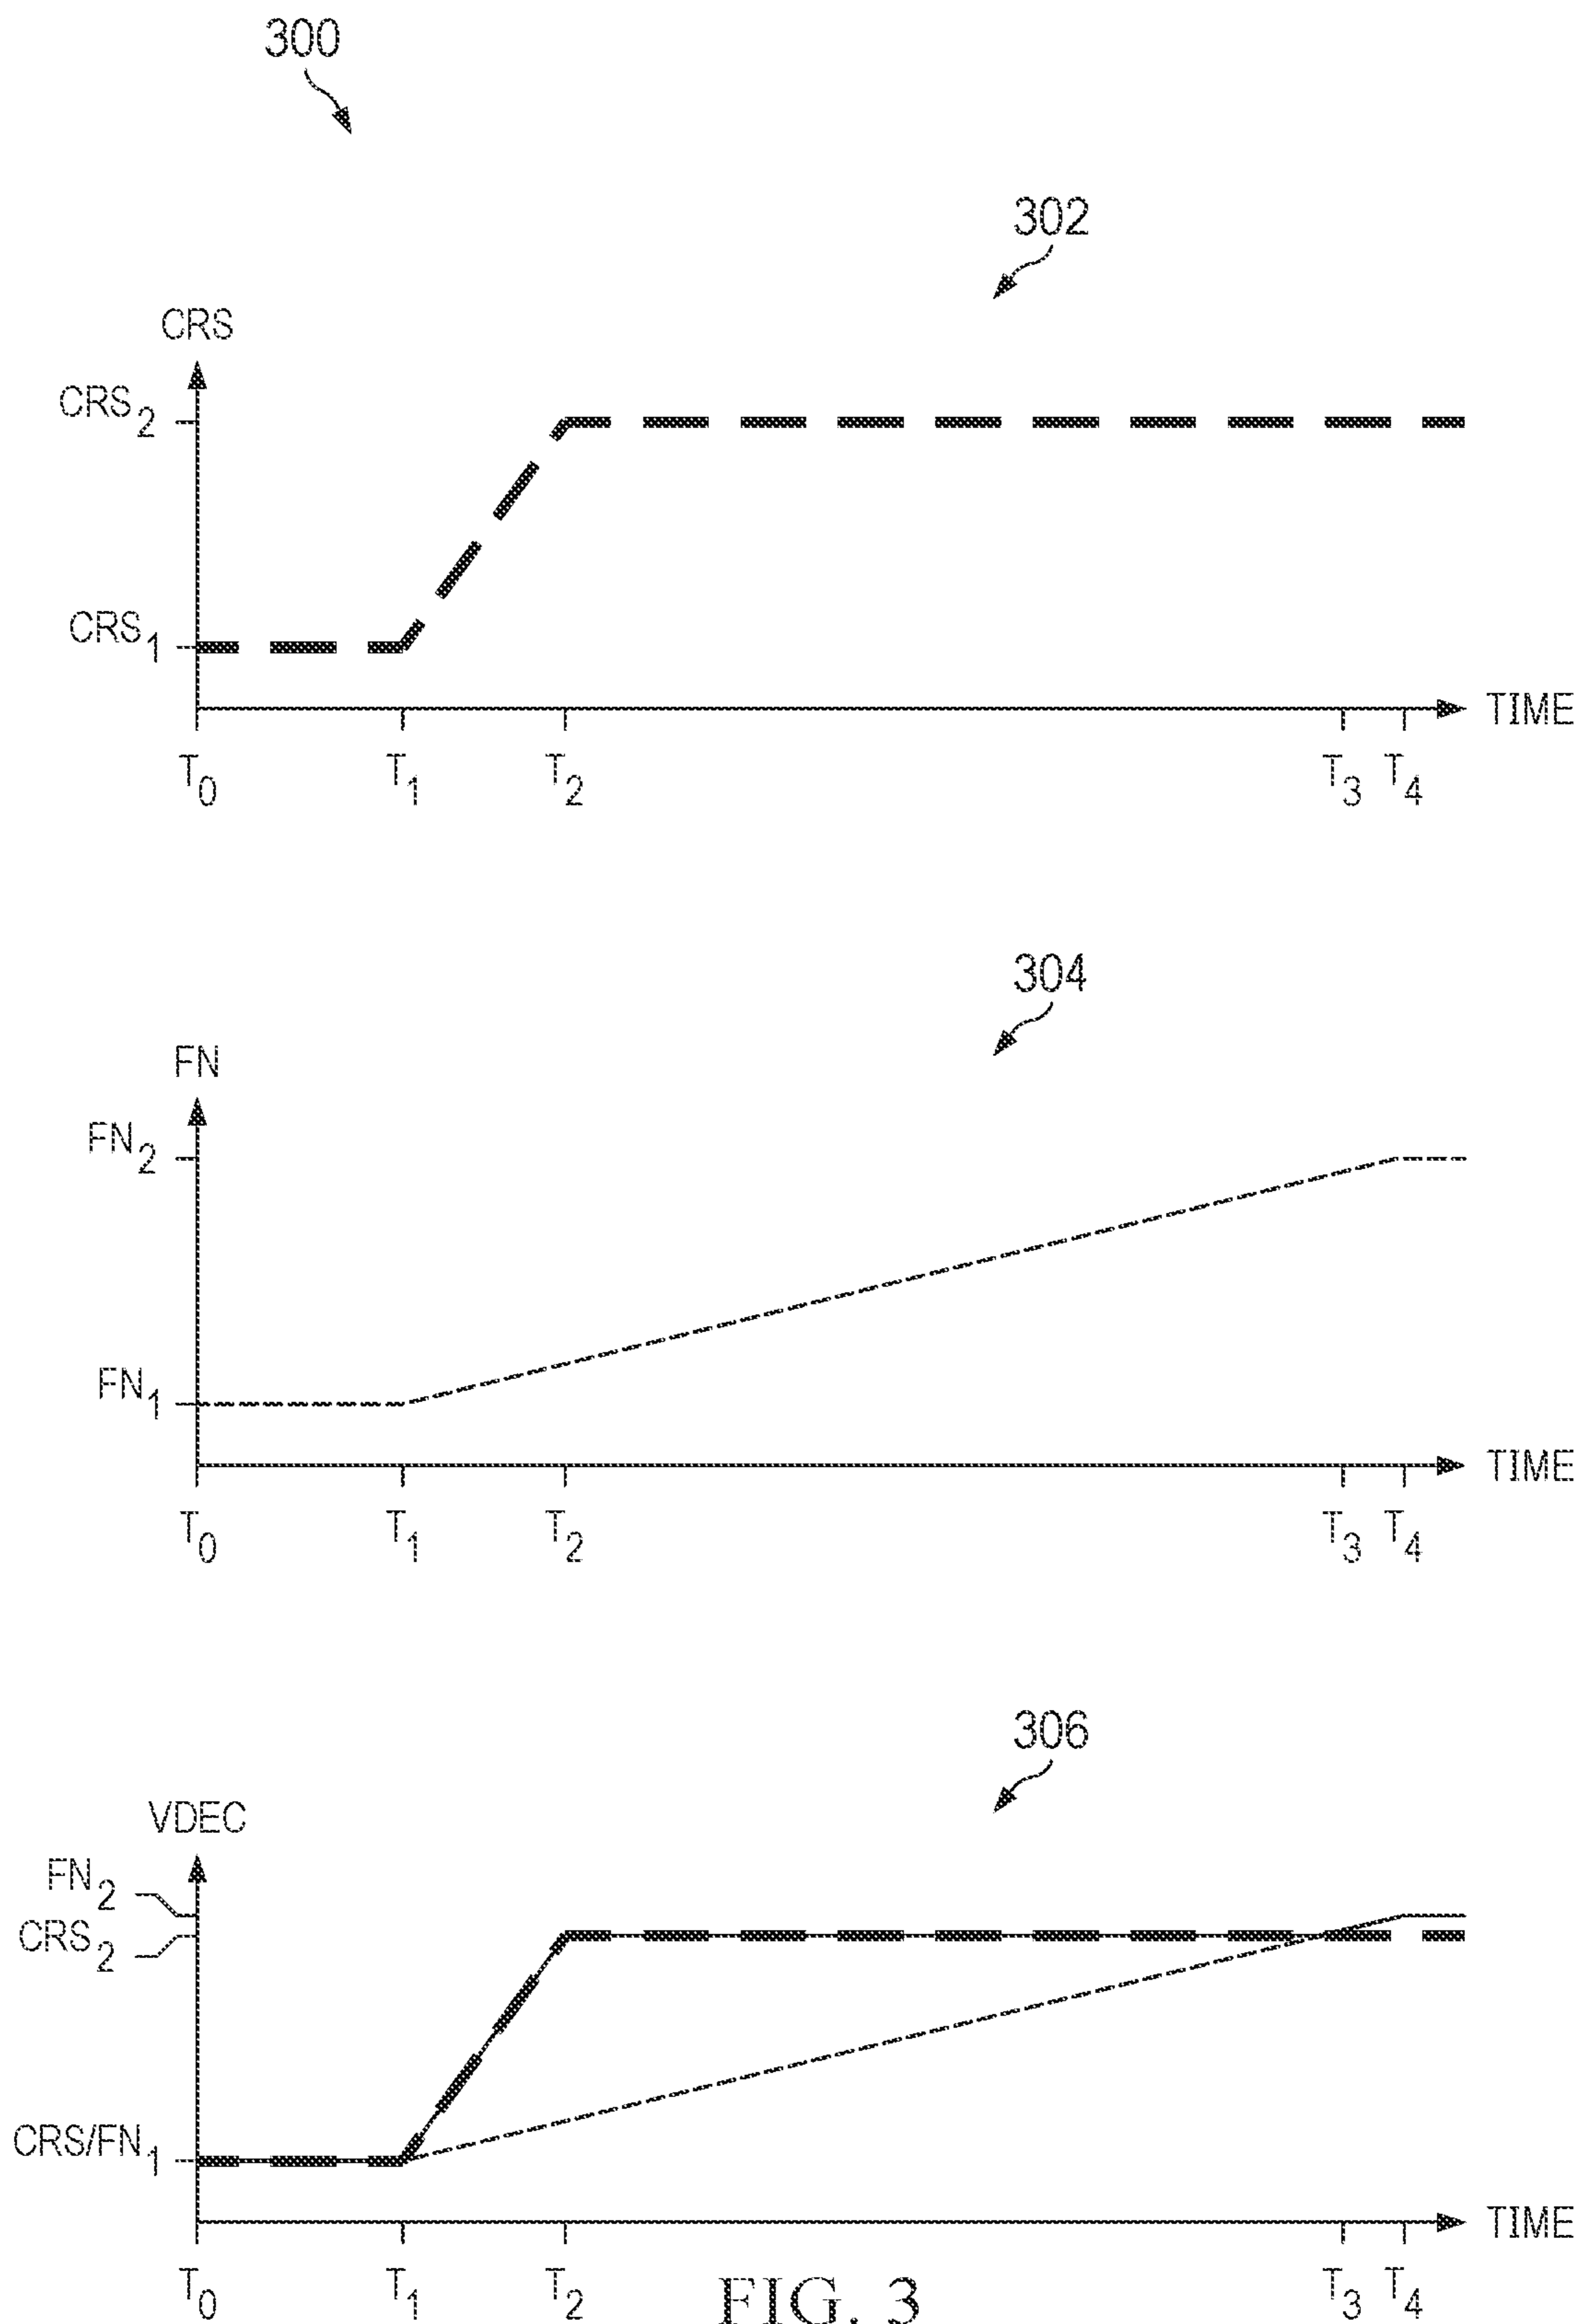 300
302
CRS
CRS2
CRS1
TIME
T0 T1 T2 T3 T4
304
FN
FN2
FN1
TIME
T0 T1 T2 T3 T4
306
VDEC
FN2
CRS2
CRS/FN1
TIME
T0 T1 T2 T3 T4
FIG. 3